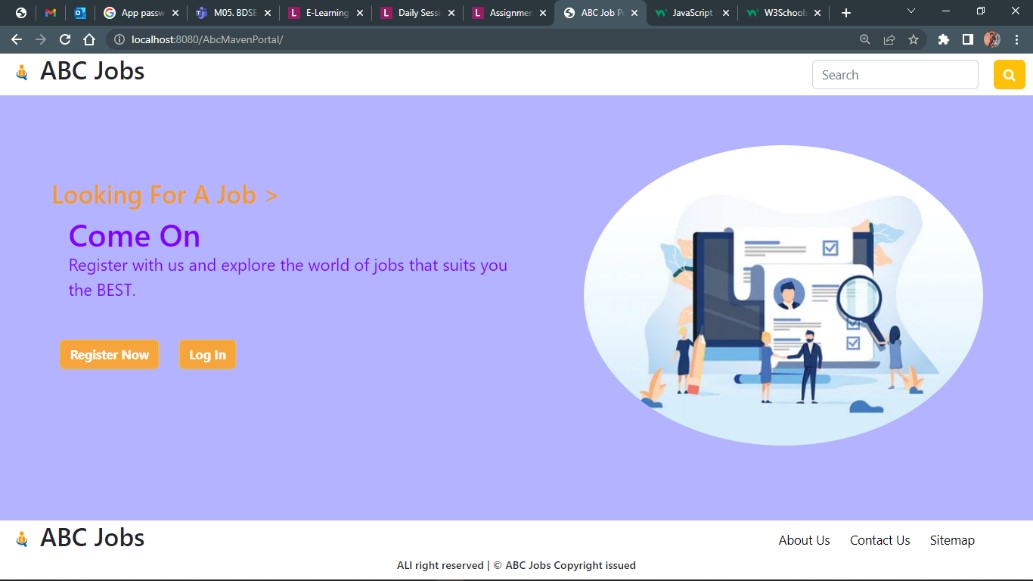 App passw
M05. BDSE
E-Learning
Daily Sessi
Assignmen
ABC Job P
JavaScript
W3School
localhost:8080/AbcMavenPortal/
ABC Jobs
Search
Looking For A Job >
Come On
Register with us and explore the world of jobs that suits you
the BEST.
Register Now Log In
ABC Jobs
About Us Contact Us Sitemap
ALl right reserved | © ABC Jobs Copyright issued